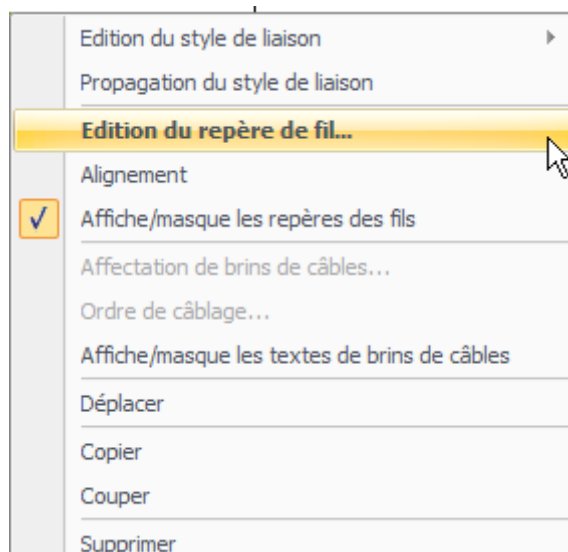 Edition du style de liaison
Propagation du style de liaison
Edition du repère de fil...
Alignement
Affiche/masque les repères des fils
Affectation de brins de câbles...
Ordre de câblage...
Affiche/masque les textes de brins de câbles
Déplacer
Copier
Couper
Supprimer